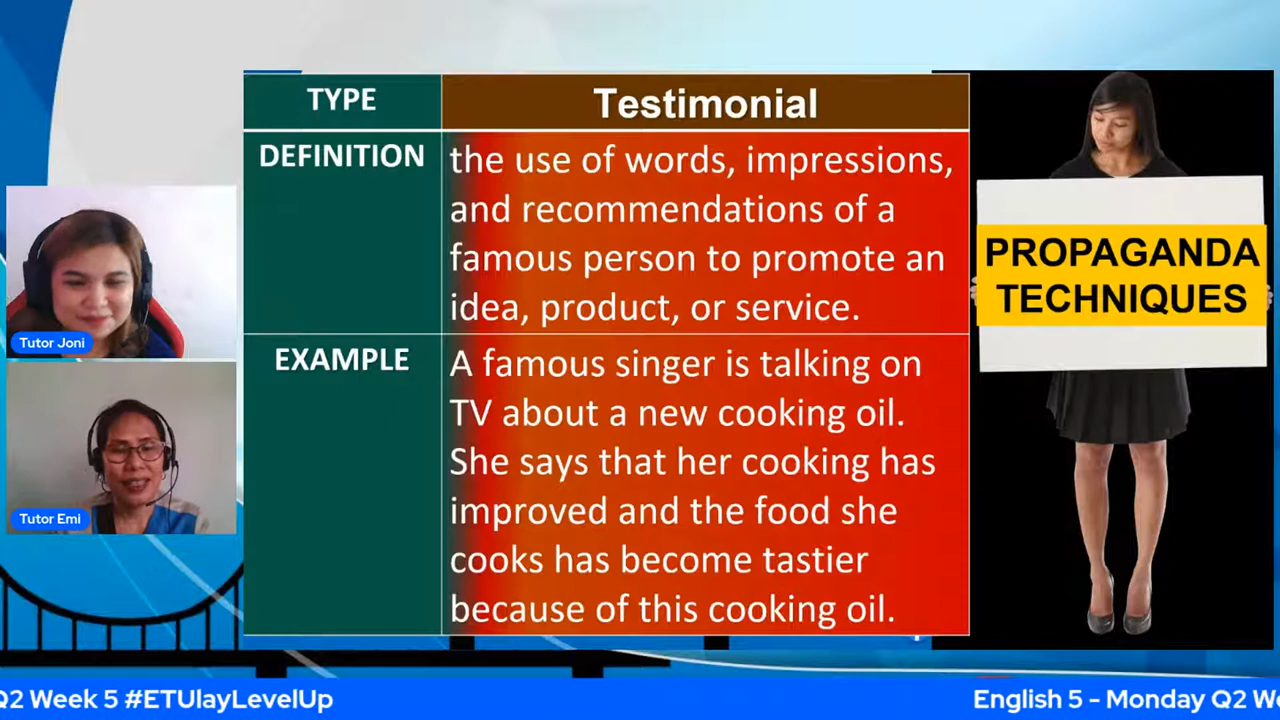 TYPE
Testimonial
DEFINITION
the use of words, impressions,
and recommendations of a
famous person to promote an
idea, product, or service.
EXAMPLE
A famous singer is talking on
TV about a new cooking oil.
She says that her cooking has
improved and the food she
cooks has become tastier
because of this cooking oil.
PROPAGANDA
TECHNIQUES
Tutor Joni
Tutor Emi
Q2 Week 5 #ETUlayLevelUp
English 5 - Monday Q2 We